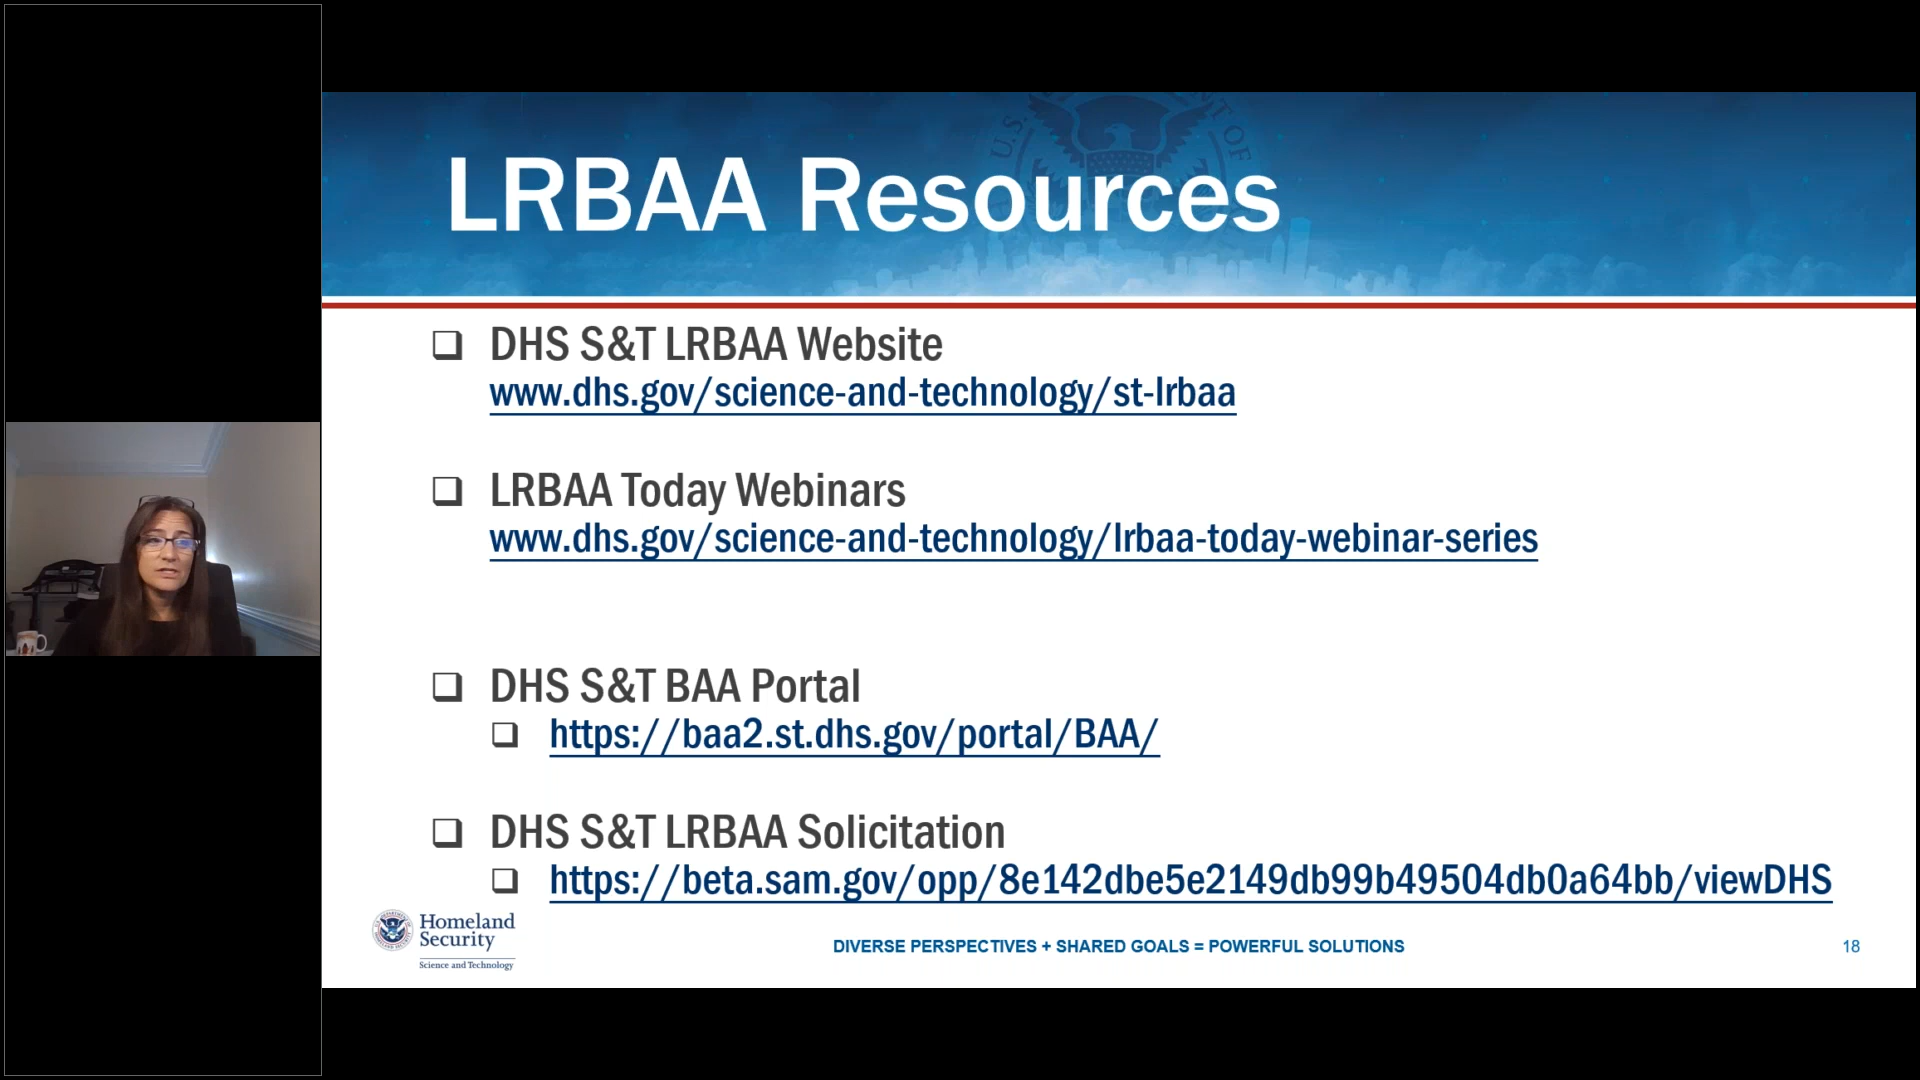 LRBAA Resources
DHS S&T LRBAA Website
www.dhs.gov/science-and-technology/st-lrbaa
LRBAA Today Webinars
www.dhs.gov/science-and-technology/lrbaa-today-webinar-series
DHS S&T BAA Portal
https://baa2.st.dhs.gov/portal/BAA/
DHS S&T LRBAA Solicitation
https://beta.sam.gov/opp/8e142dbe5e2149db99b49504db0a64bb/viewDHS
Homeland
Security
Science and Technology
DIVERSE PERSPECTIVES + SHARED GOALS = POWERFUL SOLUTIONS
18